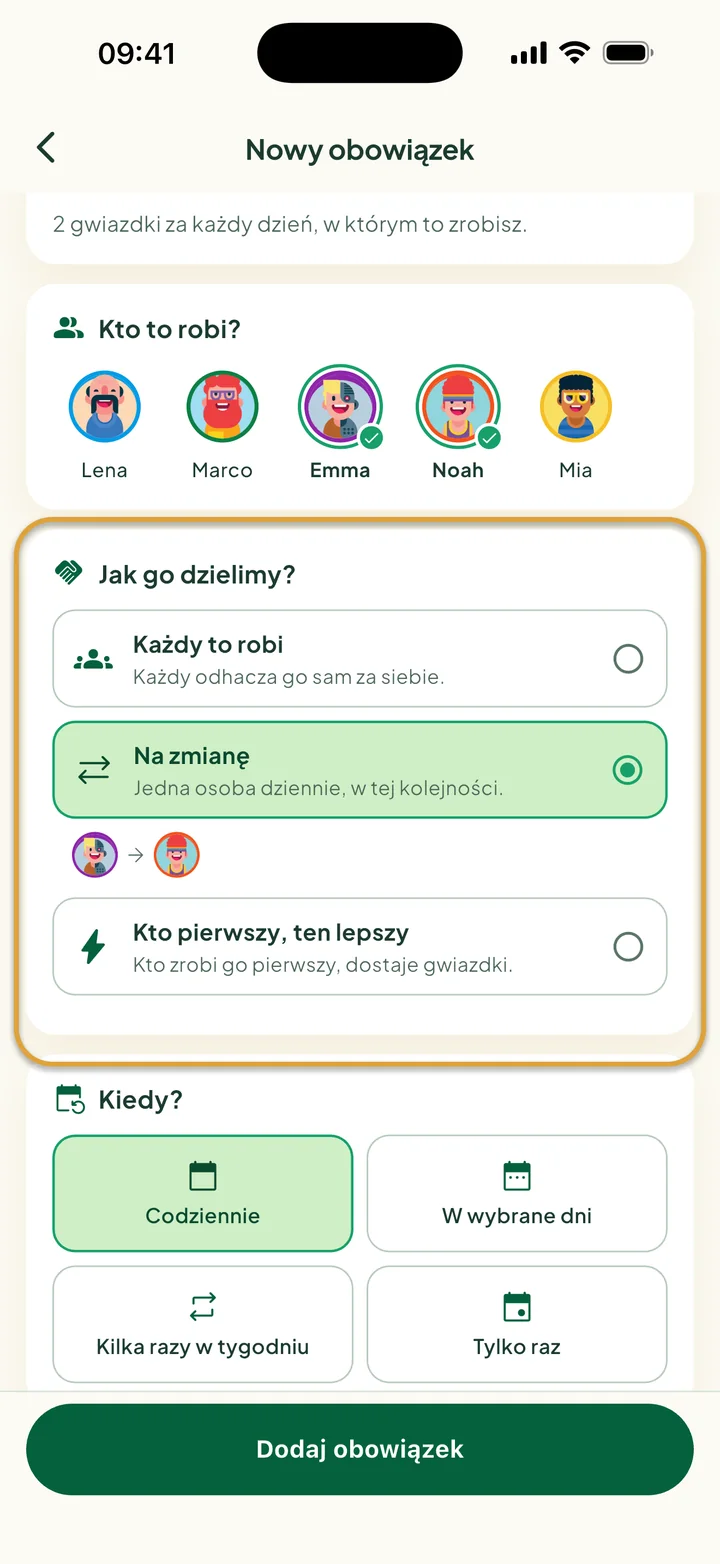 09:41
Nowy obowiązek
2 gwiazdki za każdy dzień, w którym to zrobisz.
Kto to robi?
Lena Marco Emma Noah Mia
Jak go dzielimy?
Każdy to robi
Każdy odhacza go sam za siebie.
Na zmianę
Jedna osoba dziennie, w tej kolejności.
Kto pierwszy, ten lepszy
Kto zrobi go pierwszy, dostaje gwiazdki.
Kiedy?
Codziennie W wybrane dni
Kilka razy w tygodniu Tylko raz
Dodaj obowiązek